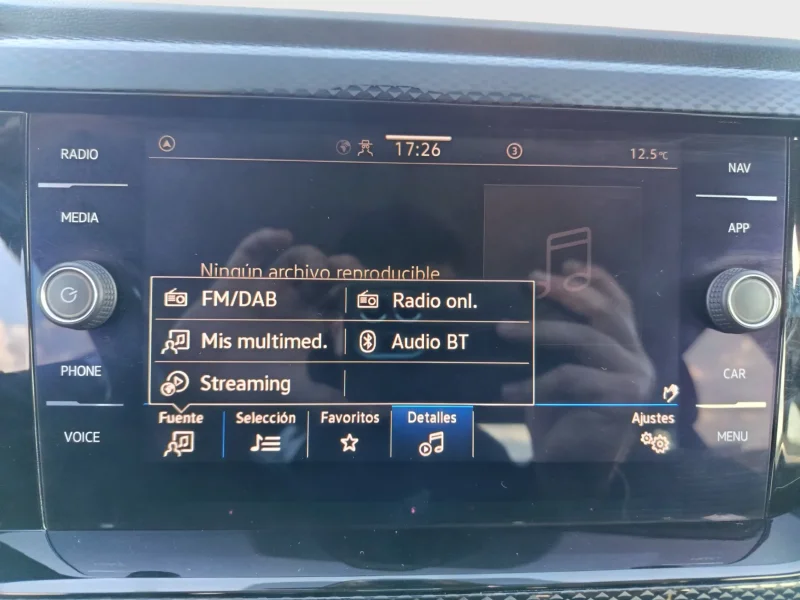 RADIO
MEDIA
PHONE
VOICE
17:26
3
12.5°C
Ningún archivo reproducible
FM/DAB
Radio onl.
Mis multimed.
Audio BT
Streaming
Fuente
Selección
Favoritos
Detalles
Ajustes
NAV
APP
CAR
MENU